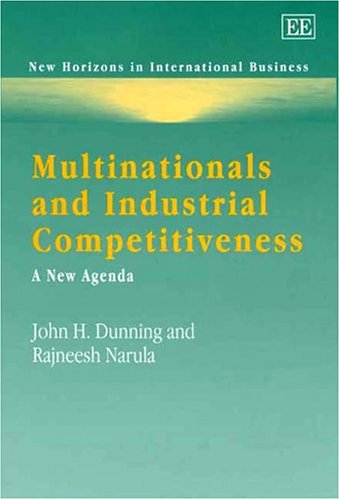 EE
New Horizons in International Business
Multinationals
and Industrial
Competitiveness
A New Agenda
John H. Dunning and
Rajneesh Narula